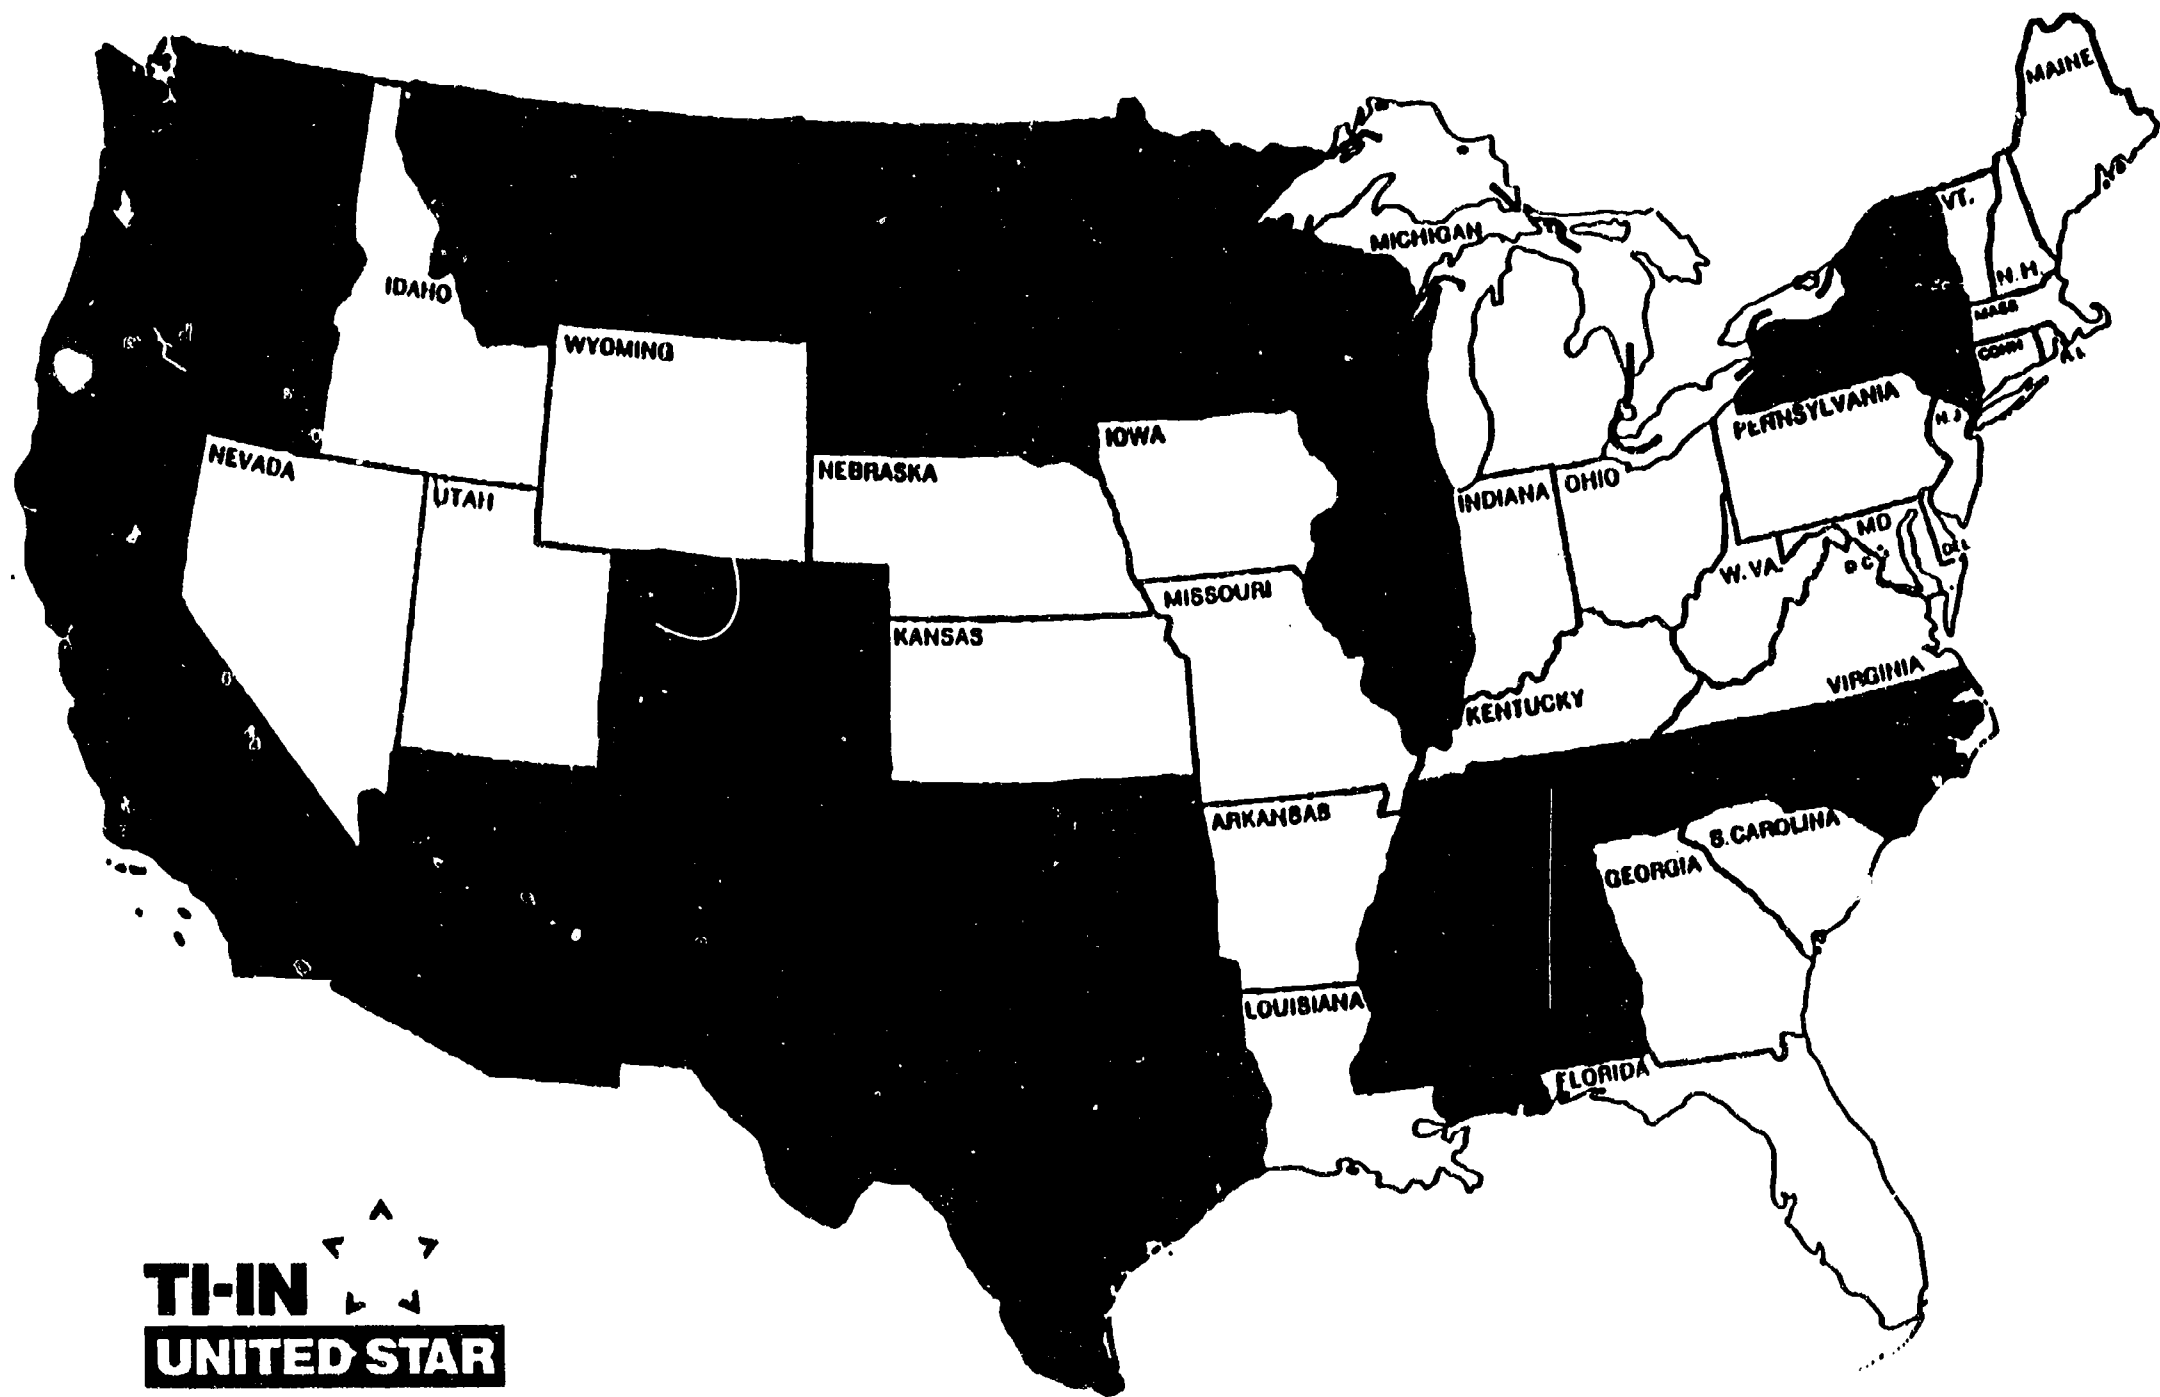 MAINE
VT.
MICHIGAN
N.H.
IDAHO
MASS
WYOMING
CONN
R.I.
PENNSYLVANIA
N.J.
IOWA
NEVADA
NEBRASKA
UTAH
INDIANA
OHIO
MD
DEL
D.C.
W.VA.
MISSOURI
KANSAS
VIRGINIA
KENTUCKY
ARKANSAS
S.CAROLINA
GEORGIA
LOUISIANA
FLORIDA
TI-IN
UNITED STAR